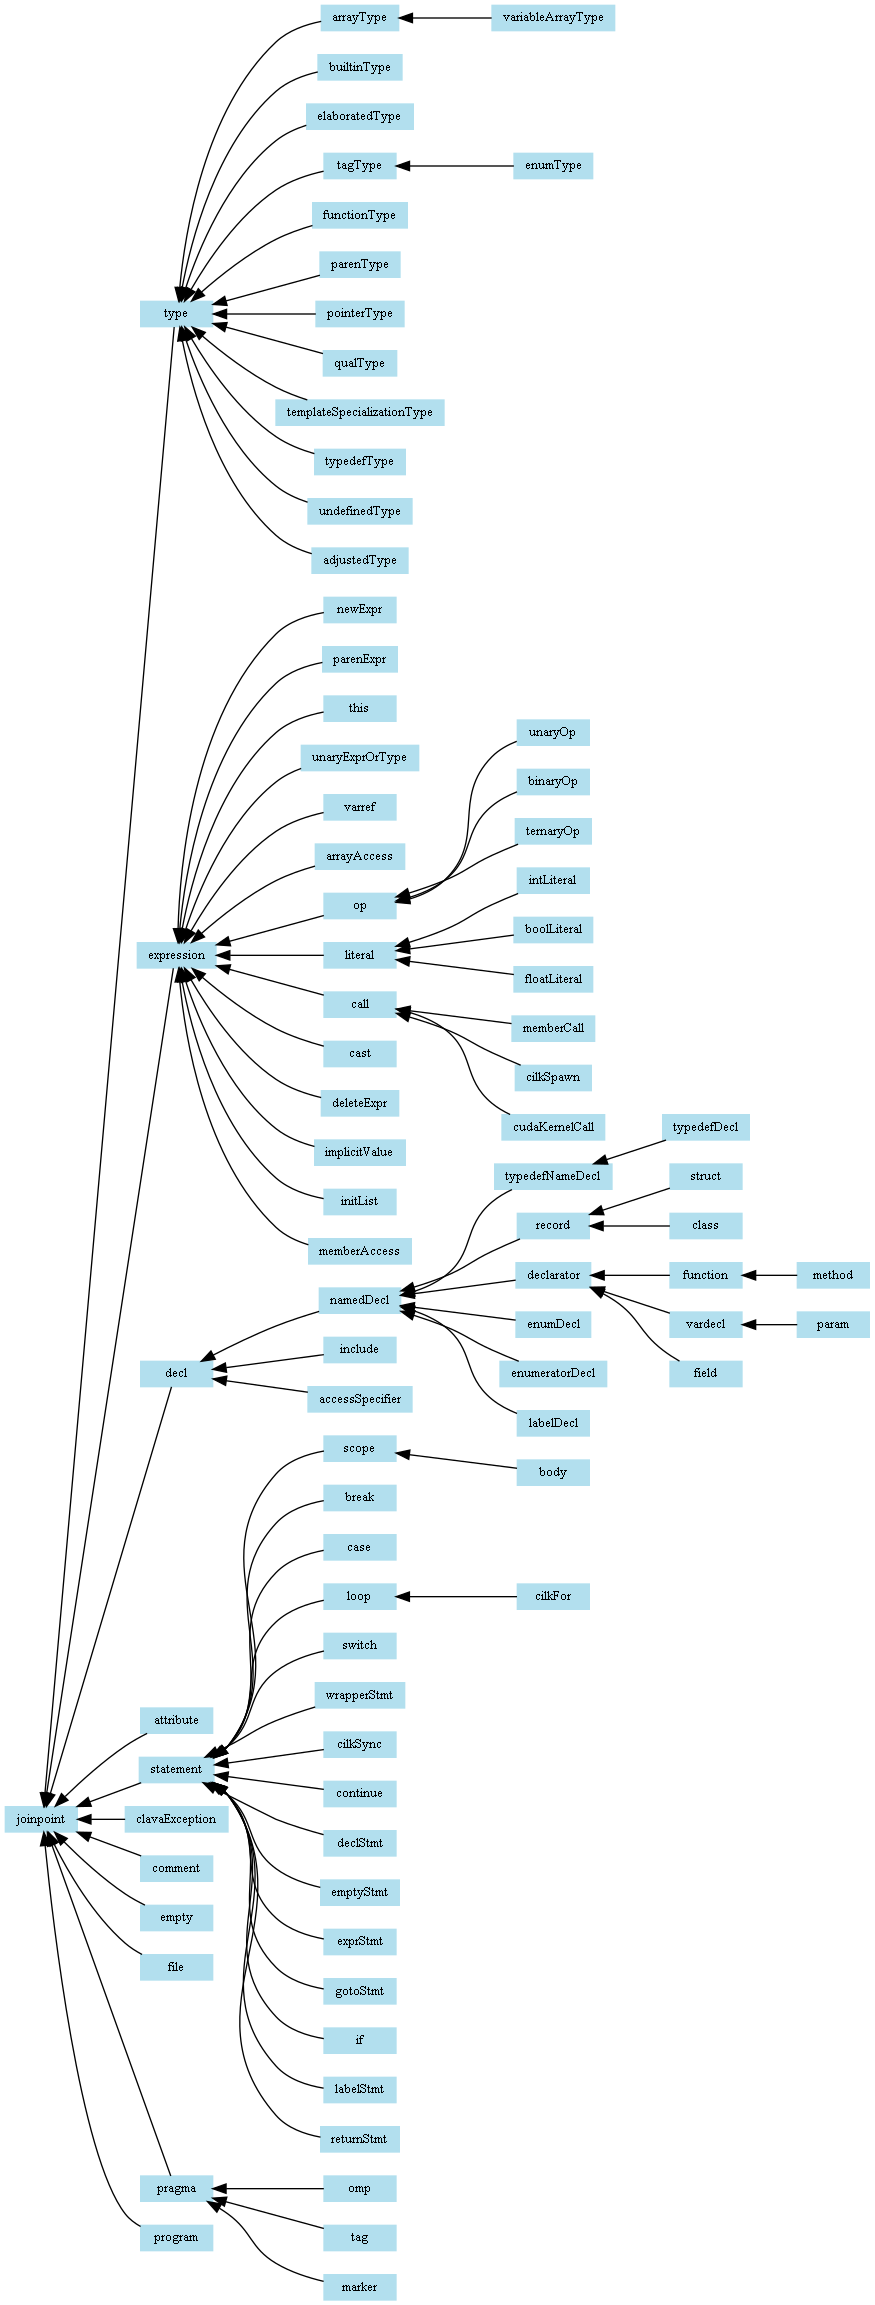 arrayType
variableArrayType
builtinType
elaboratedType
tagType
enumType
functionType
parenType
type
pointerType
qualType
templateSpecializationType
typedefType
undefinedType
adjustedType
newExpr
parenExpr
this
unaryOp
unaryExprOrType
binaryOp
varref
ternaryOp
arrayAccess
intLiteral
op
boolLiteral
expression
literal
floatLiteral
call
memberCall
cast
cilkSpawn
deleteExpr
cudaKernelCall
typedefDecl
implicitValue
typedefNameDecl
struct
initList
record
class
memberAccess
declarator
function
method
namedDecl
enumDecl
vardecl
param
include
decl
enumeratorDecl
field
accessSpecifier
labelDecl
scope
body
break
case
loop
cilkFor
switch
wrapperStmt
attribute
cilkSync
statement
continue
joinpoint
clavaException
declStmt
comment
emptyStmt
empty
exprStmt
file
gotoStmt
if
labelStmt
returnStmt
pragma
omp
program
tag
marker